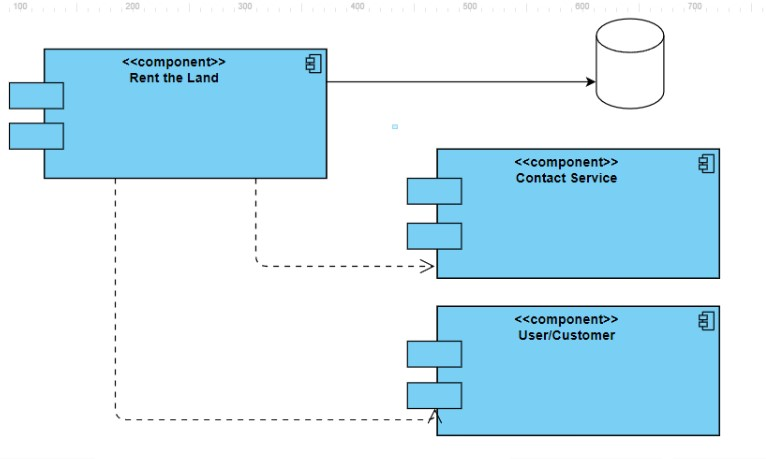 100 200 300 400 500 600 700
<<component>>
Rent the Land
<<component>>
Contact Service
<<component>>
User/Customer